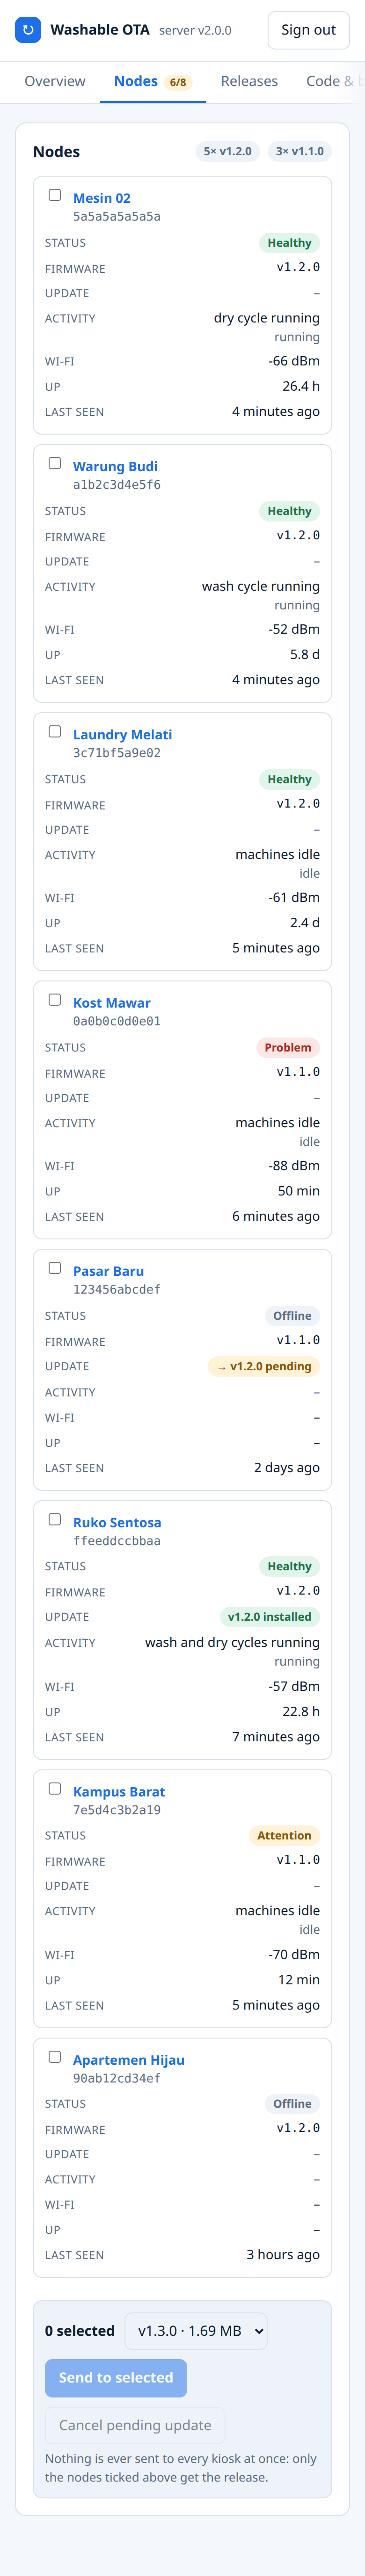 Washable OTA server v2.0.0 Sign out
Overview Nodes 6/8 Releases Code &
Nodes 5× v1.2.0 3× v1.1.0
Mesin 02
5a5a5a5a5a5a
STATUS Healthy
FIRMWARE v1.2.0
UPDATE –
ACTIVITY dry cycle running
running
WI-FI -66 dBm
UP 26.4 h
LAST SEEN 4 minutes ago
Warung Budi
a1b2c3d4e5f6
STATUS Healthy
FIRMWARE v1.2.0
UPDATE –
ACTIVITY wash cycle running
running
WI-FI -52 dBm
UP 5.8 d
LAST SEEN 4 minutes ago
Laundry Melati
3c71bf5a9e02
STATUS Healthy
FIRMWARE v1.2.0
UPDATE –
ACTIVITY machines idle
idle
WI-FI -61 dBm
UP 2.4 d
LAST SEEN 5 minutes ago
Kost Mawar
0a0b0c0d0e01
STATUS Problem
FIRMWARE v1.1.0
UPDATE –
ACTIVITY machines idle
idle
WI-FI -88 dBm
UP 50 min
LAST SEEN 6 minutes ago
Pasar Baru
123456abcdef
STATUS Offline
FIRMWARE v1.1.0
UPDATE → v1.2.0 pending
ACTIVITY –
WI-FI –
UP –
LAST SEEN 2 days ago
Ruko Sentosa
ffeeddccbbaa
STATUS Healthy
FIRMWARE v1.2.0
UPDATE v1.2.0 installed
ACTIVITY wash and dry cycles running
running
WI-FI -57 dBm
UP 22.8 h
LAST SEEN 7 minutes ago
Kampus Barat
7e5d4c3b2a19
STATUS Attention
FIRMWARE v1.1.0
UPDATE –
ACTIVITY machines idle
idle
WI-FI -70 dBm
UP 12 min
LAST SEEN 5 minutes ago
Apartemen Hijau
90ab12cd34ef
STATUS Offline
FIRMWARE v1.2.0
UPDATE –
ACTIVITY –
WI-FI –
UP –
LAST SEEN 3 hours ago
0 selected v1.3.0 · 1.69 MB
Send to selected
Cancel pending update
Nothing is ever sent to every kiosk at once: only
the nodes ticked above get the release.